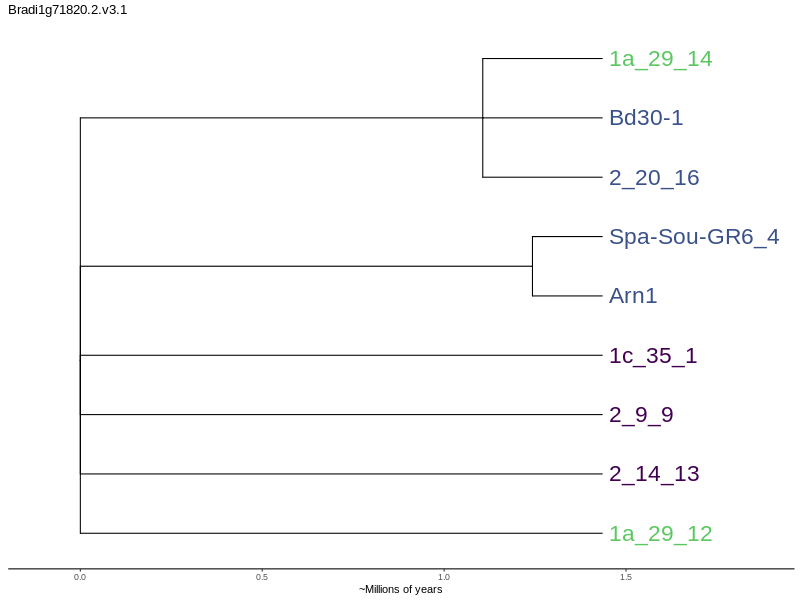 Bradi1g71820.2.v3.1
1a_29_14
Bd30-1
2_20_16
Spa-Sou-GR6_4
Arn1
1c_35_1
2_9_9
2_14_13
1a_29_12
0.0 0.5 1.0 1.5
~Millions of years